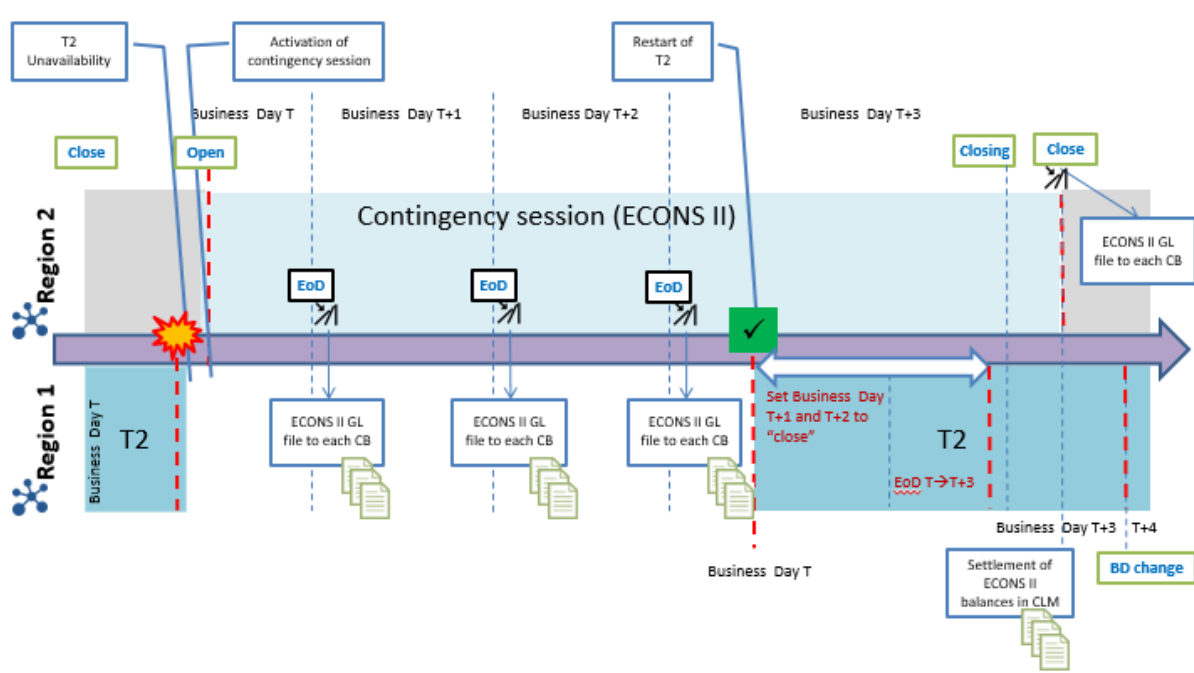 T2
Unavailability
Activation of
contingency session
Restart of
T2
Business Day T
Business Day T+1
Business Day T+2
Business Day T+3
Close
Open
Closing
Close
Region 2
Contingency session (ECONS II)
ECONS II GL
file to each CB
EoD
EoD
EoD
✓
Region 1
Business Day T
T2
ECONS II GL
file to each CB
ECONS II GL
file to each CB
ECONS II GL
file to each CB
Set Business Day
T+1 and T+2 to
“close”
T2
EoD T→T+3
Business Day T+3
T+4
Business Day T
Settlement of
ECONS II
balances in CLM
BD change